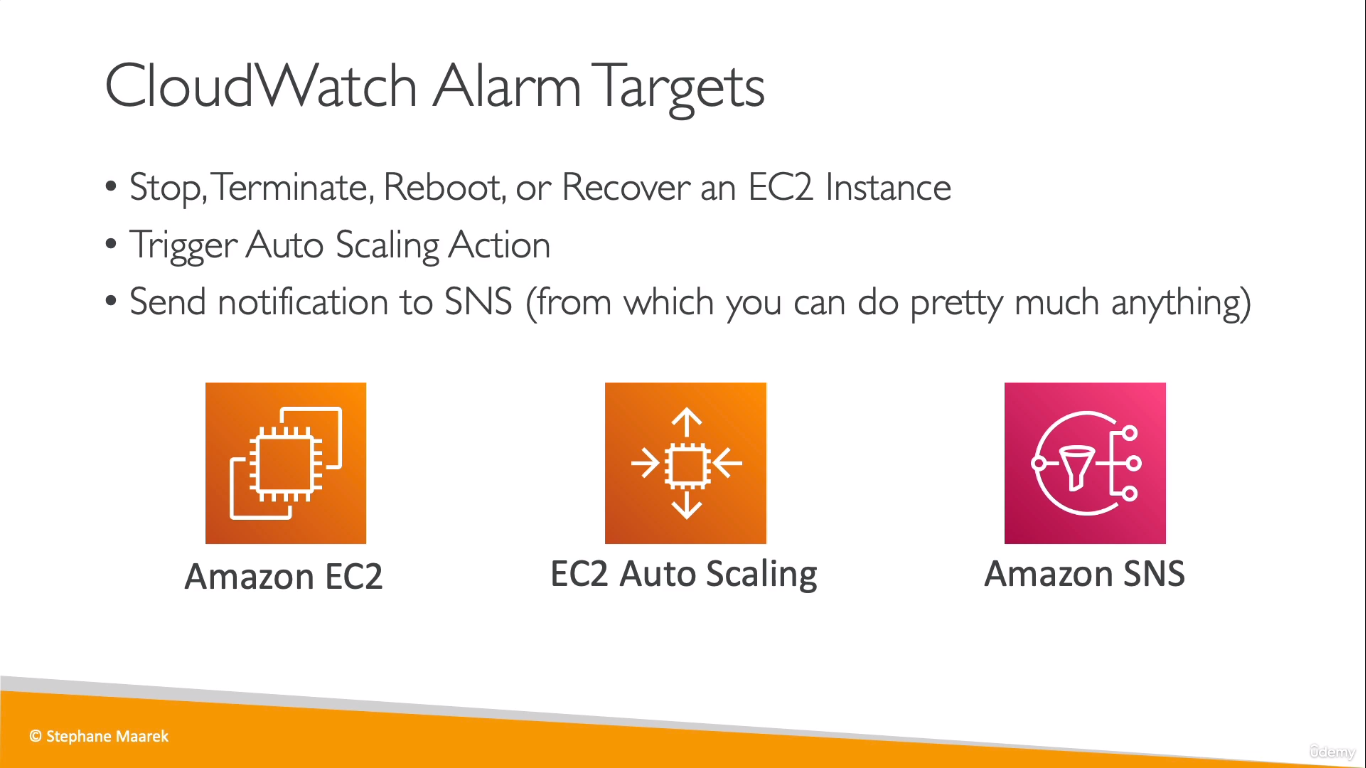 CloudWatch Alarm Targets
• Stop, Terminate, Reboot, or Recover an EC2 Instance
• Trigger Auto Scaling Action
• Send notification to SNS (from which you can do pretty much anything)
Amazon EC2
EC2 Auto Scaling
Amazon SNS
© Stephane Maarek
ûdemy